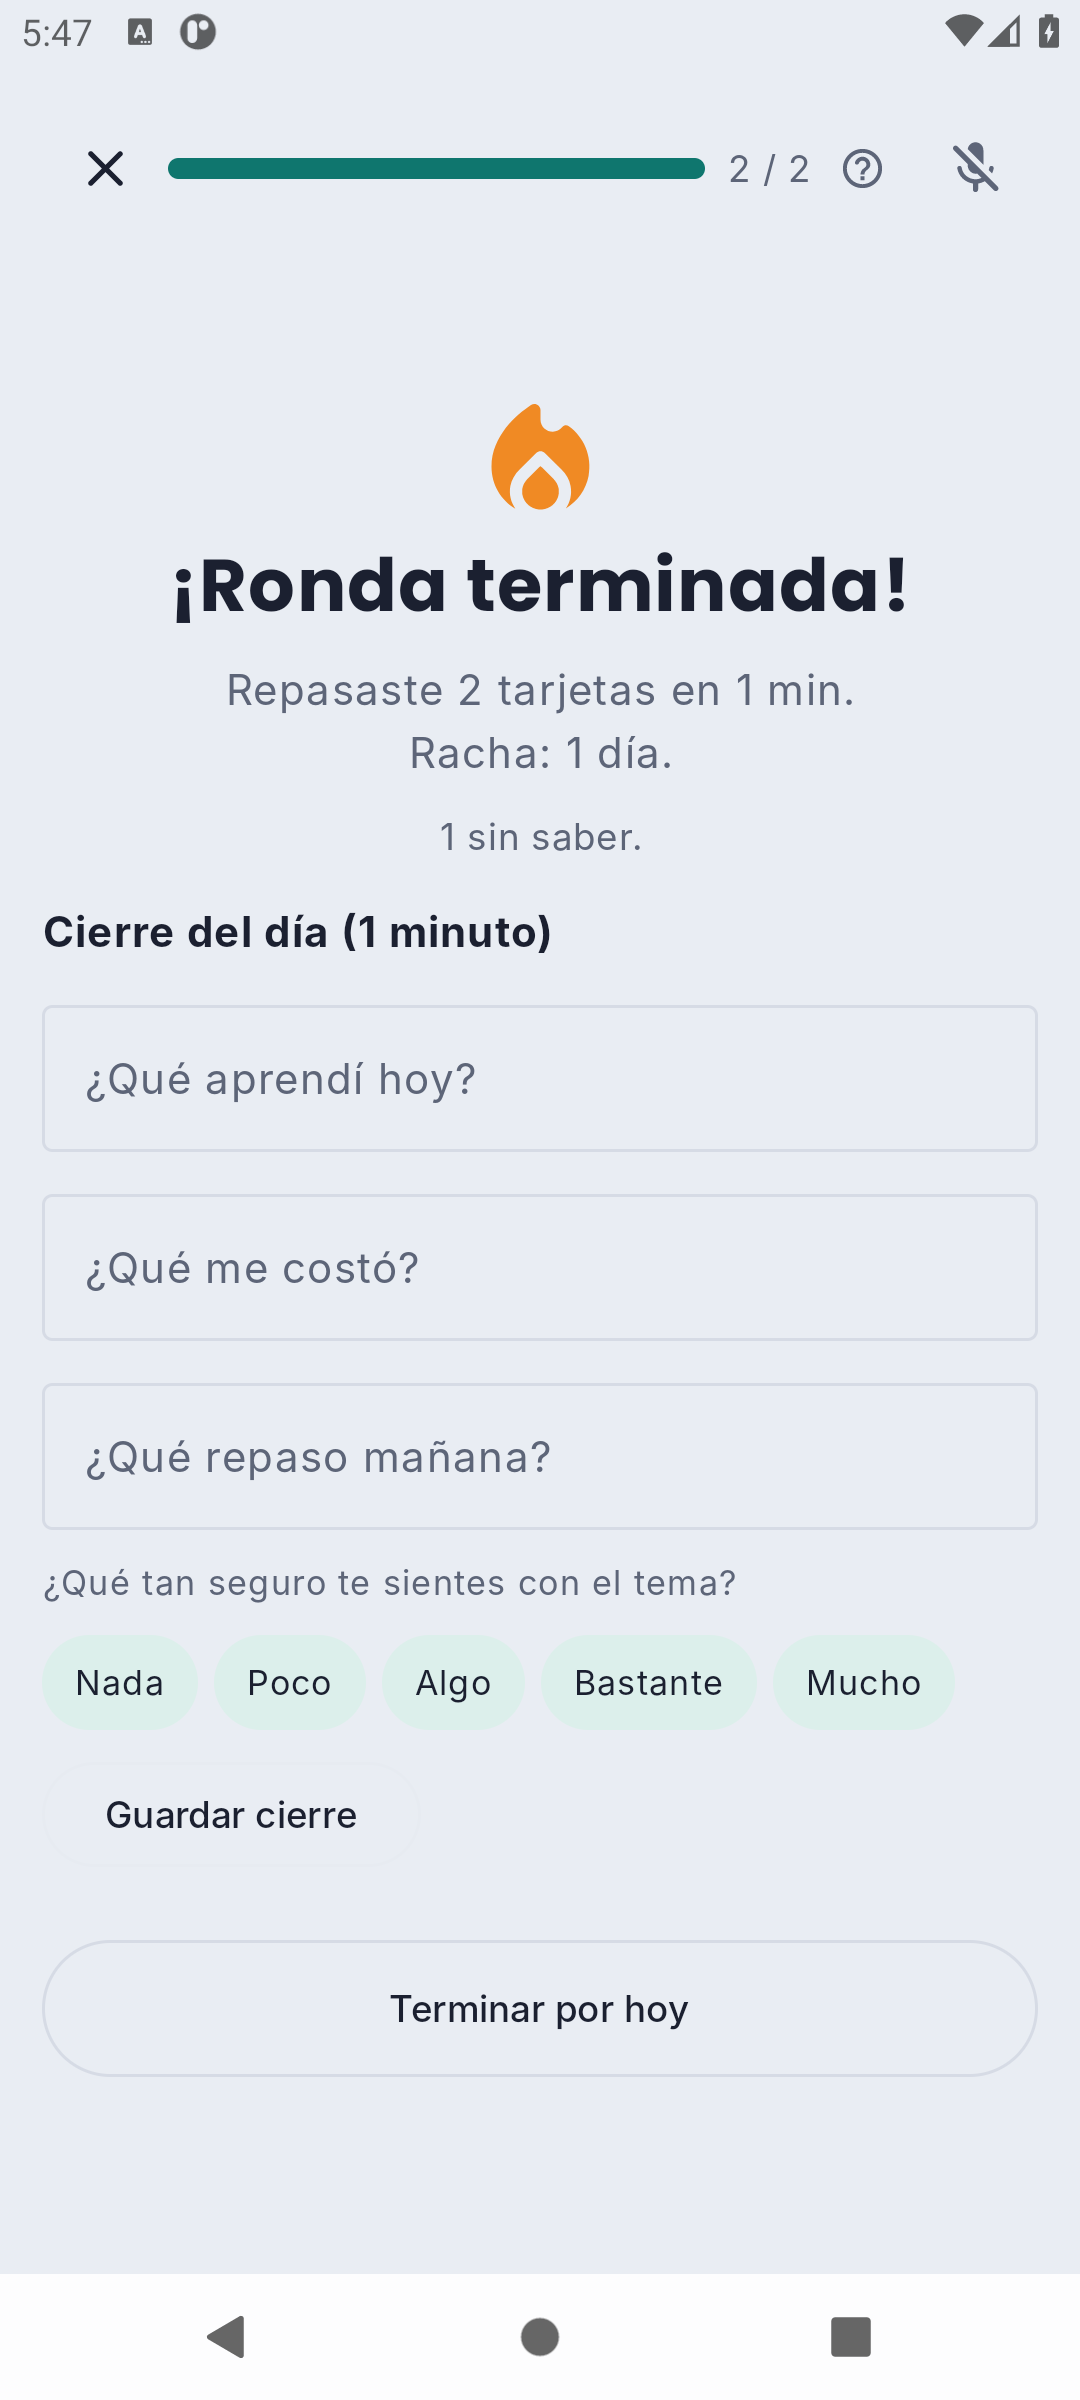 5:47
2 / 2
¡Ronda terminada!
Repasaste 2 tarjetas en 1 min.
Racha: 1 día.
1 sin saber.
Cierre del día (1 minuto)
¿Qué aprendí hoy?
¿Qué me costó?
¿Qué repaso mañana?
¿Qué tan seguro te sientes con el tema?
Nada Poco Algo Bastante Mucho
Guardar cierre
Terminar por hoy